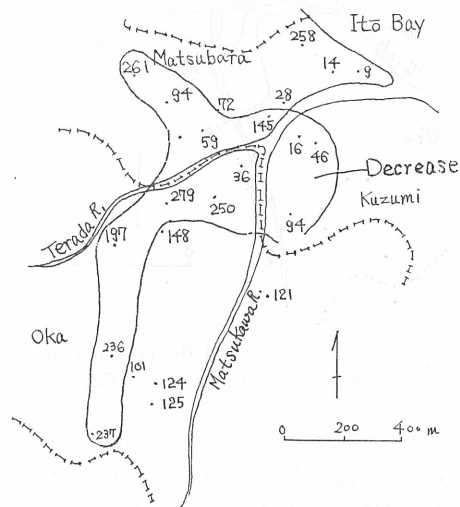 Itō Bay
258
Matsubara
261
14
9
94
72
28
145
59
16
46
36
Decrease
Kuzumi
279
250
94
Terada R.
197
148
121
Matsukawa R.
Oka
236
101
124
125
237
0 200 400 m